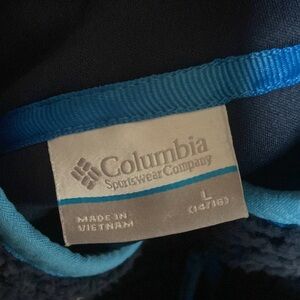 Columbia
Sportswear Company
L
(14/16)
MADE IN
VIETNAM